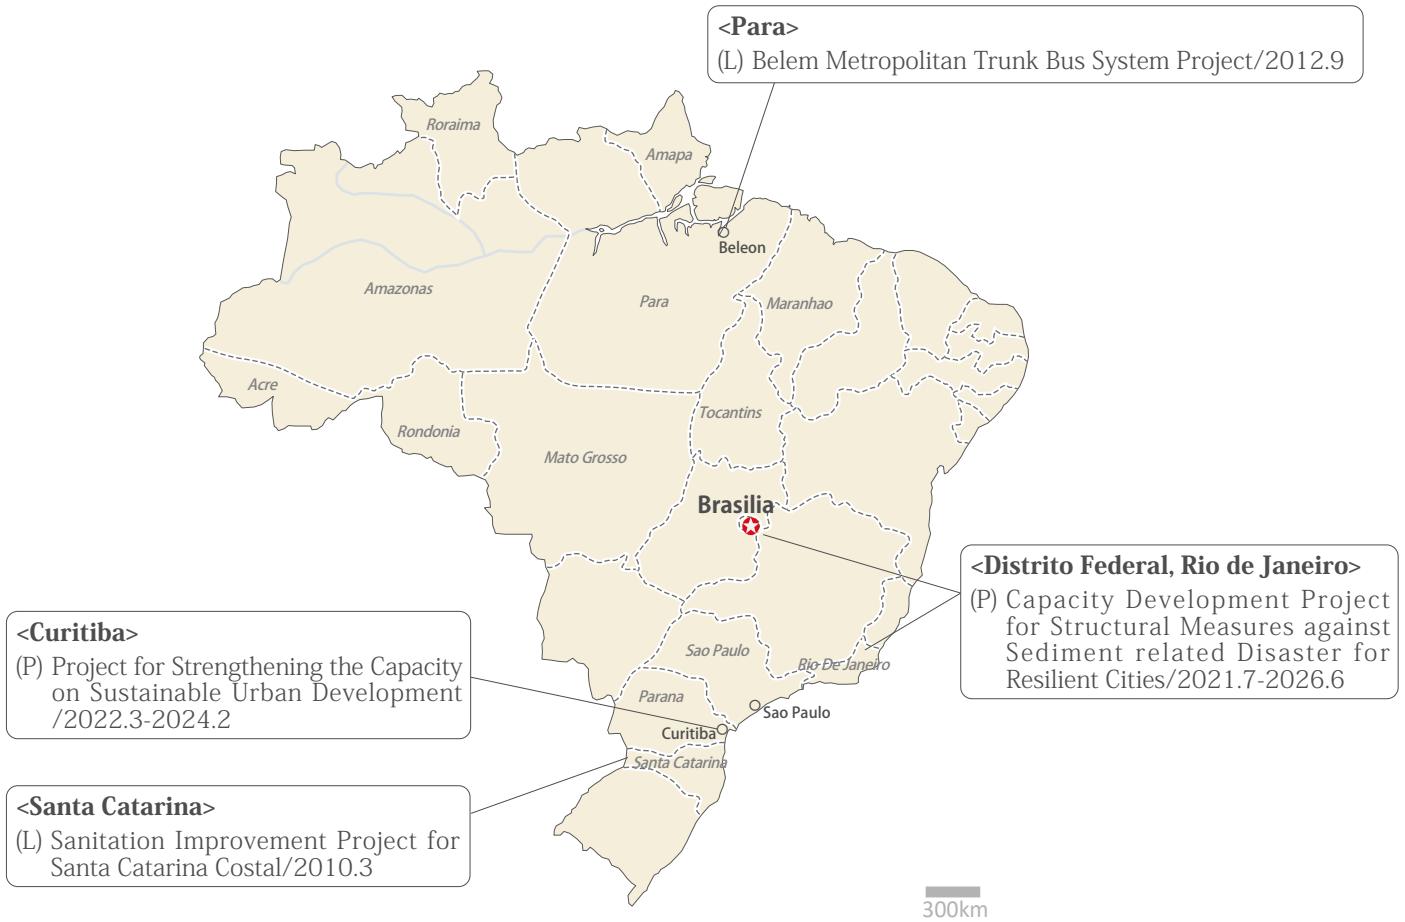 <Para>
(L) Belem Metropolitan Trunk Bus System Project/2012.9
Roraima
Amapa
Beleon
Amazonas
Para
Maranhao
Acre
Tocantins
Rondonia
Mato Grosso
Brasilia
<Distrito Federal, Rio de Janeiro>
(P) Capacity Development Project
for Structural Measures against
Sediment related Disaster for
Resilient Cities/2021.7-2026.6
<Curitiba>
(P) Project for Strengthening the Capacity
on Sustainable Urban Development
/2022.3-2024.2
Sao Paulo
Rio De Janeiro
Parana
Sao Paulo
Curitiba
Santa Catarina
<Santa Catarina>
(L) Sanitation Improvement Project for
Santa Catarina Costal/2010.3
300km